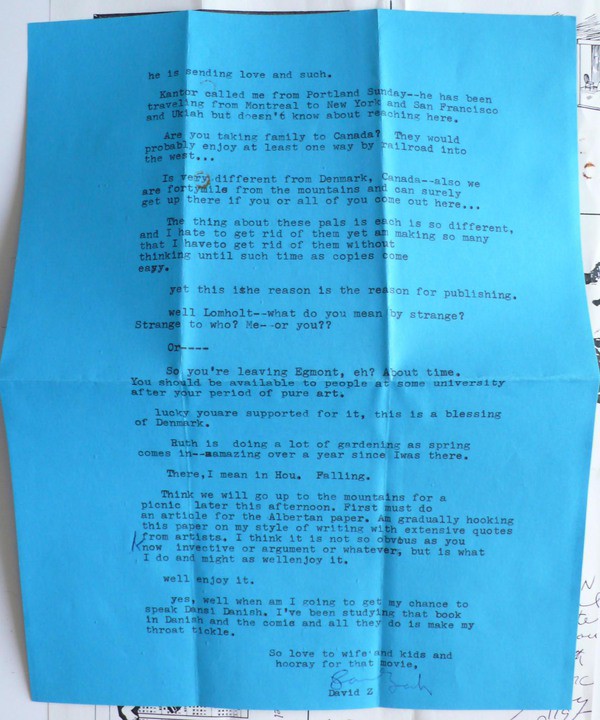 he is sending love and such.
Kantor called me from Portland Sunday--he has been
traveling from Montreal to New York and San Francisco
and Ukiah but doesn't know about reaching here.
Are you taking family to Canada? They would
probably enjoy at least one way by railroad into
the west...
Is very different from Denmark, Canada--also we
are fortymils from the mountains and can surely
get up there if you or all of you come out here...
The thing about these pals is each is so different,
and I hate to get rid of them yet am making so many
that I haveto get rid of them without
thinking until such time as copies come
easy.
yet this ishe reason is the reason for publishing.
well Lomholt--what do you mean by strange?
Strange to who? Me--or you??
Or----
So you're leaving Egmont, eh? About time.
You should be available to people at some university
after your period of pure art.
lucky youare supported for it, this is a blessing
of Denmark.
Ruth is doing a lot of gardening as spring
comes in--amazing over a year since Iwas there.
There,I mean in Hou. Falling.
Think we will go up to the mountains for a
picnic later this afternoon. First must do
an article for the Albertan paper. Am gradually hooking
this paper on my style of writing with extensive quotes
from artists. I think it is not so obvous as you
know invective or argument or whatever, but is what
I do and might as wellenjoy it.
well enjoy it.
yes, well when am I going to get my chance to
speak Dansi Danish. I've been studying that book
in Danish and the comis and all they do is make my
throat tickle.
So love to wife and kids and
hooray for that movie,
David Z